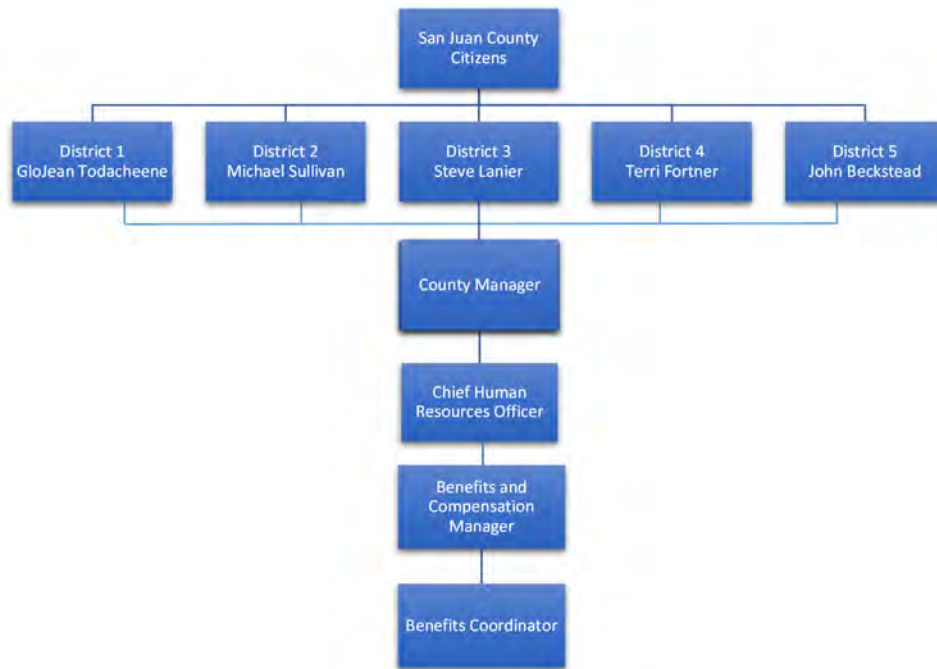 San Juan County
Citizens
District 1
GloJean Todacheene
District 2
Michael Sullivan
District 3
Steve Lanier
District 4
Terri Fortner
District 5
John Beckstead
County Manager
Chief Human
Resources Officer
Benefits and
Compensation
Manager
Benefits Coordinator